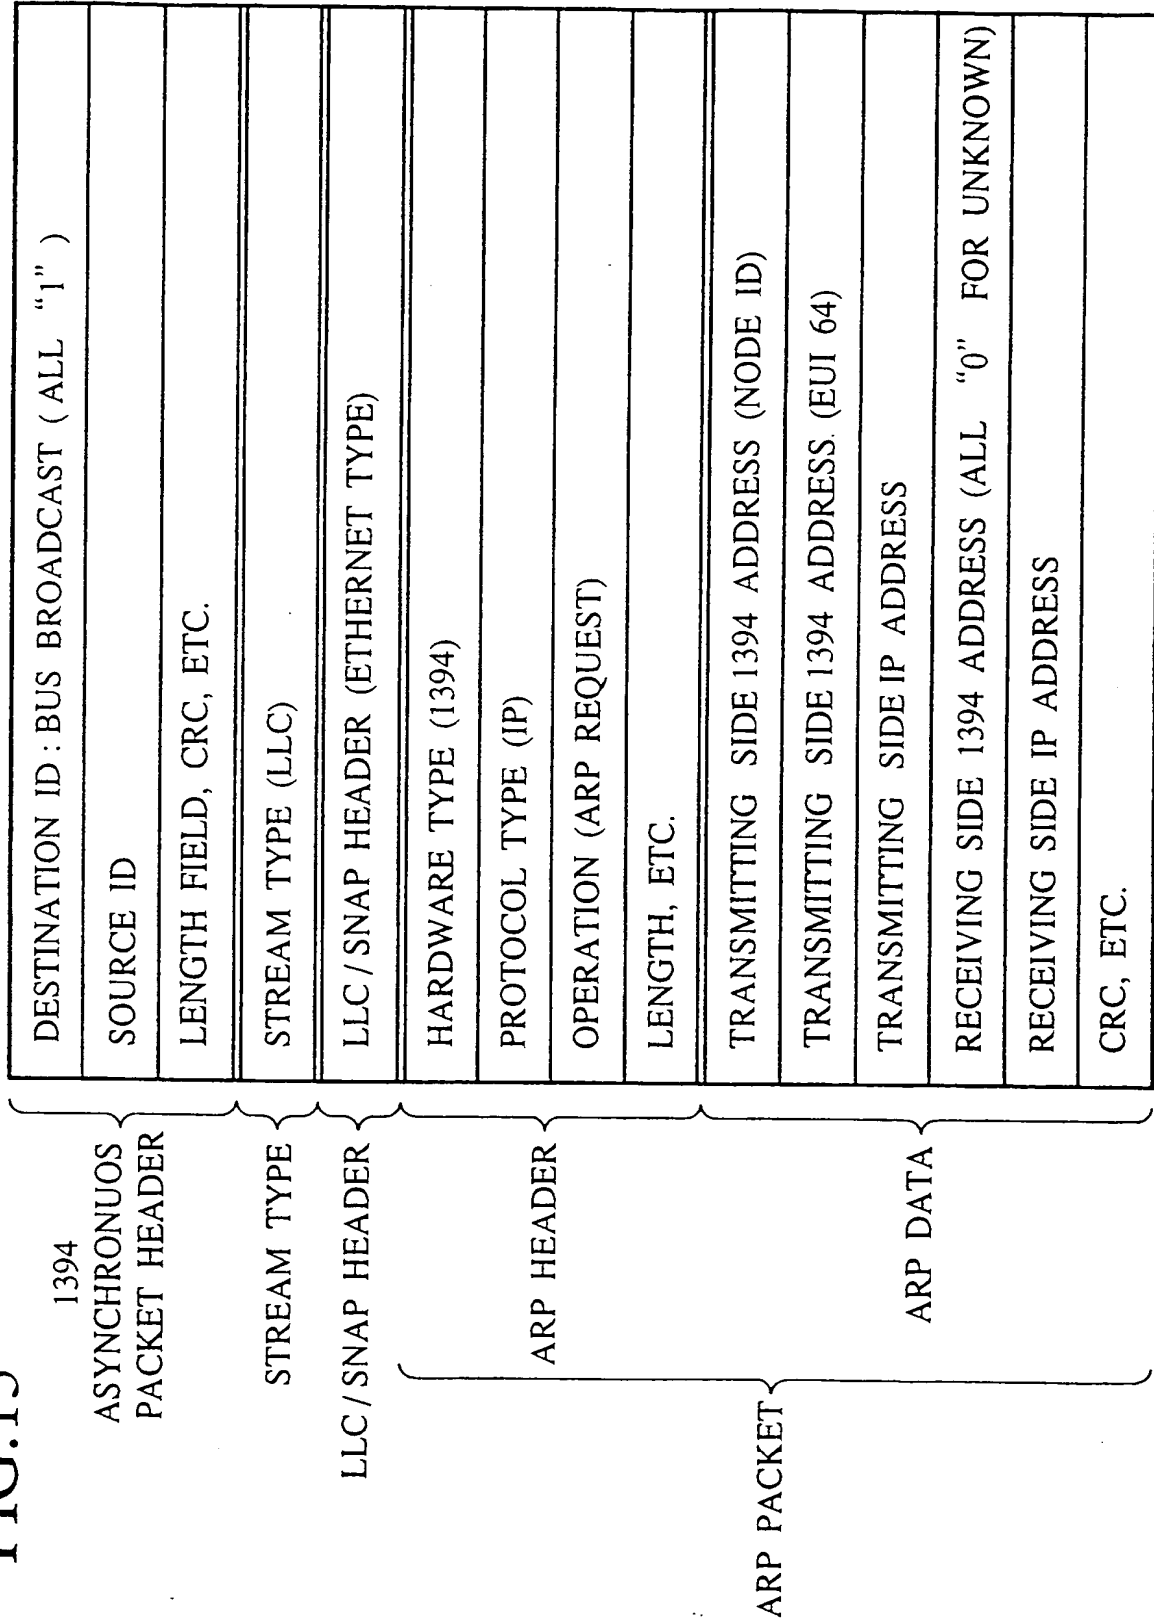 1394
ASYNCHRONUOS
PACKET HEADER
DESTINATION ID : BUS BROADCAST ( ALL "1" )
SOURCE ID
LENGTH FIELD, CRC, ETC.
STREAM TYPE
STREAM TYPE (LLC)
LLC / SNAP HEADER
LLC / SNAP HEADER (ETHERNET TYPE)
ARP PACKET
ARP HEADER
HARDWARE TYPE (1394)
PROTOCOL TYPE (IP)
OPERATION (ARP REQUEST)
LENGTH, ETC.
ARP DATA
TRANSMITTING SIDE 1394 ADDRESS (NODE ID)
TRANSMITTING SIDE 1394 ADDRESS. (EUI 64)
TRANSMITTING SIDE IP ADDRESS
RECEIVING SIDE 1394 ADDRESS (ALL "0" FOR UNKNOWN)
RECEIVING SIDE IP ADDRESS
CRC, ETC.